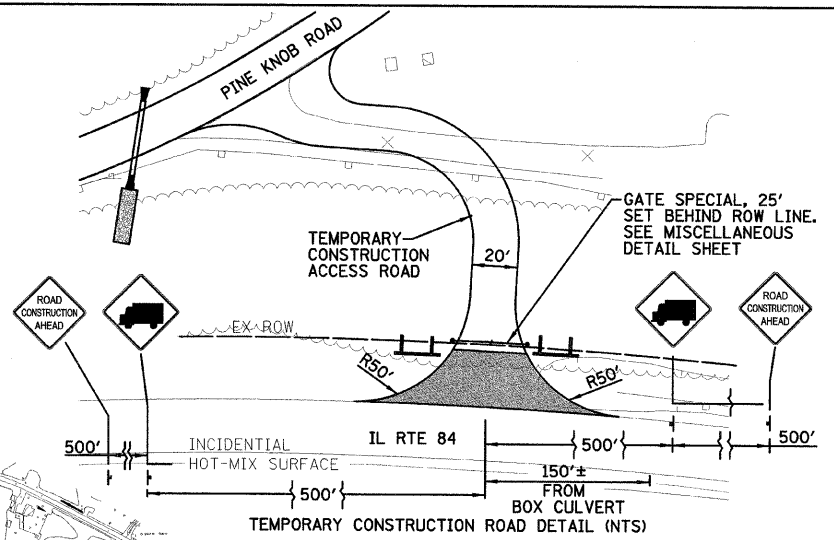 PINE KNOB ROAD
GATE SPECIAL, 25'
SET BEHIND ROW LINE.
SEE MISCELLANEOUS
DETAIL SHEET
TEMPORARY
CONSTRUCTION
ACCESS ROAD
20'
ROAD
CONSTRUCTION
AHEAD
ROAD
CONSTRUCTION
AHEAD
EX ROW
R50'
R50'
IL RTE 84
500'
INCIDENTIAL
HOT-MIX SURFACE
500'
500'
500'
150'±
FROM
BOX CULVERT
TEMPORARY CONSTRUCTION ROAD DETAIL (NTS)